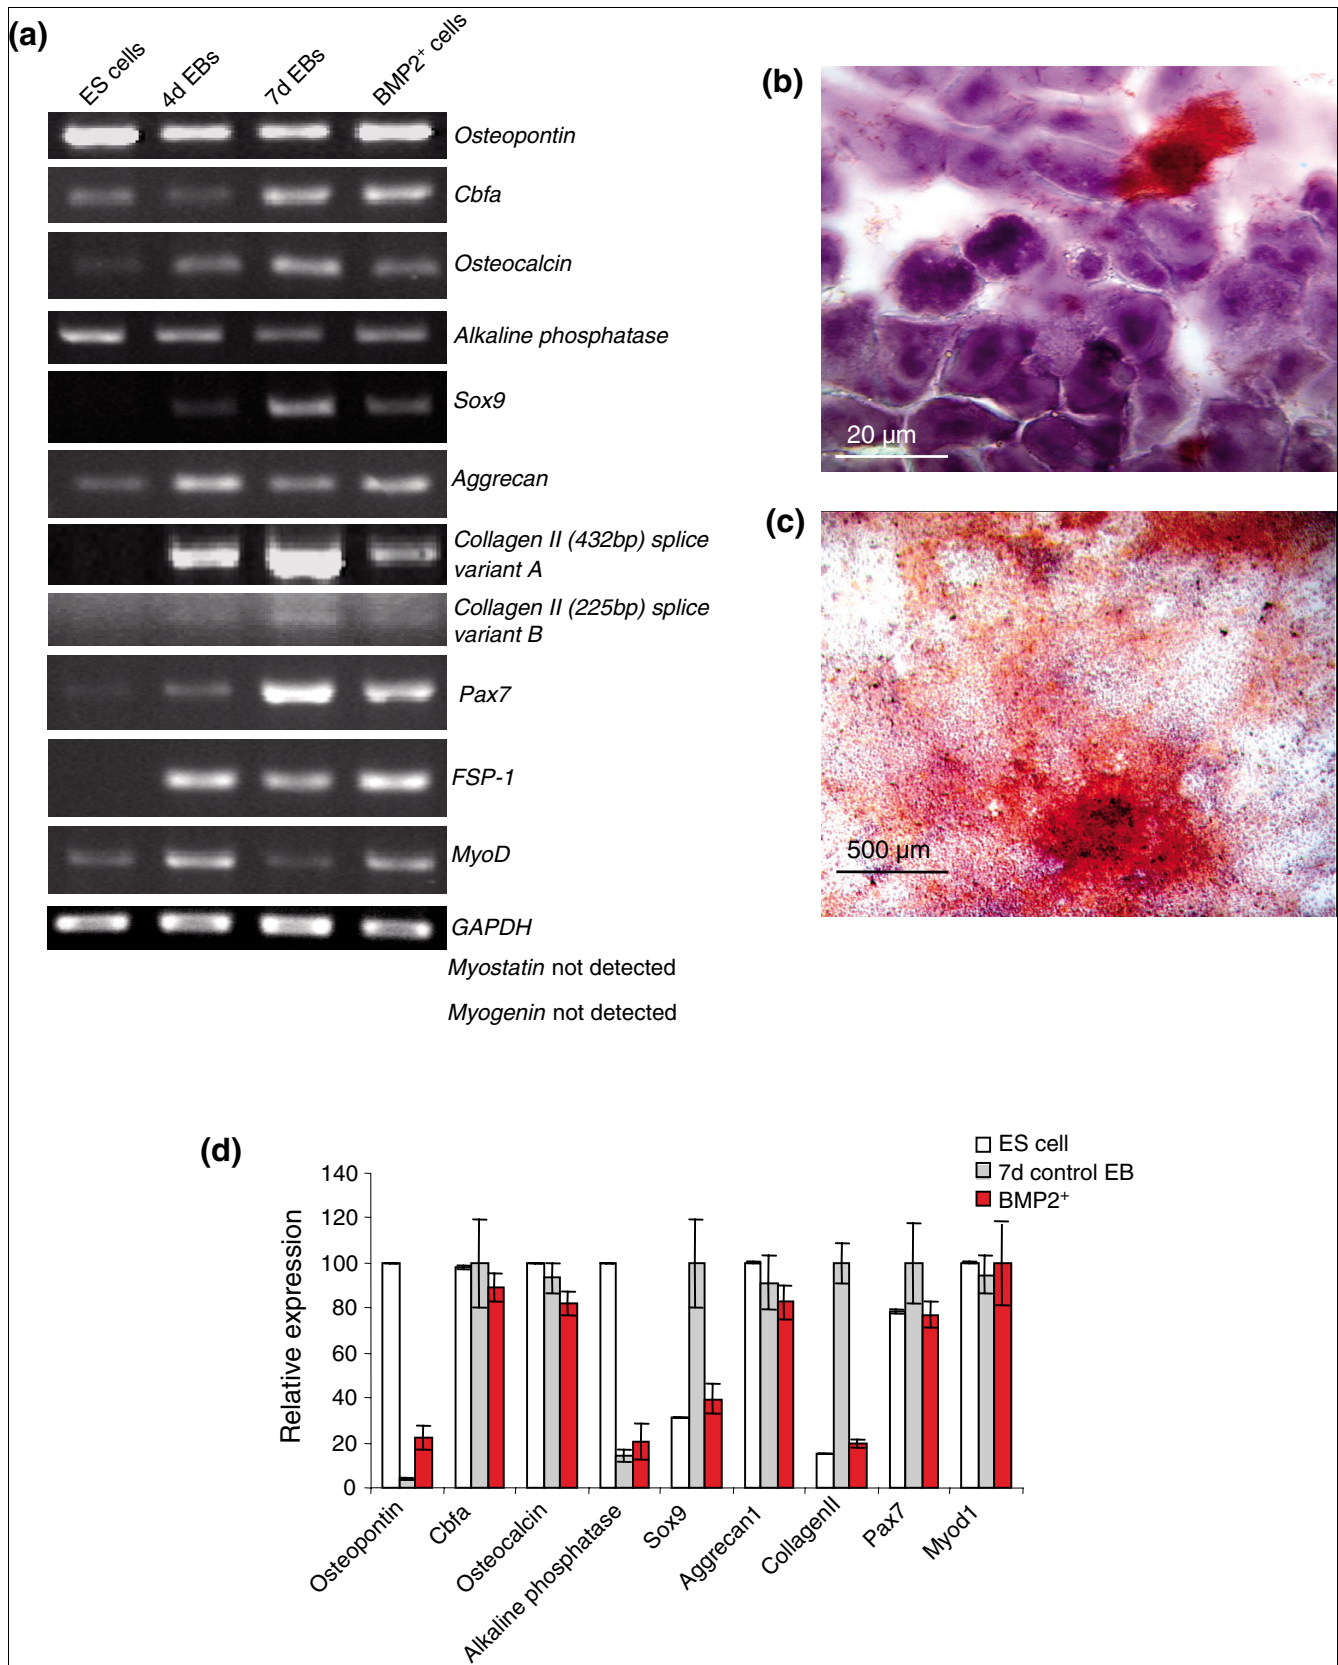 (a)
ES cells
4d EBs
7d EBs
BMP2⁺ cells
Osteopontin
Cbfa
Osteocalcin
Alkaline phosphatase
Sox9
Aggrecan
Collagen II (432bp) splice
variant A
Collagen II (225bp) splice
variant B
Pax7
FSP-1
MyoD
GAPDH
Myostatin not detected
Myogenin not detected
(b)
20 µm
(c)
500 µm
(d)
ES cell
7d control EB
BMP2⁺
Relative expression
140
120
100
80
60
40
20
0
Osteopontin
Cbfa
Osteocalcin
Alkaline phosphatase
Sox9
Aggrecan1
CollagenII
Pax7
Myod1